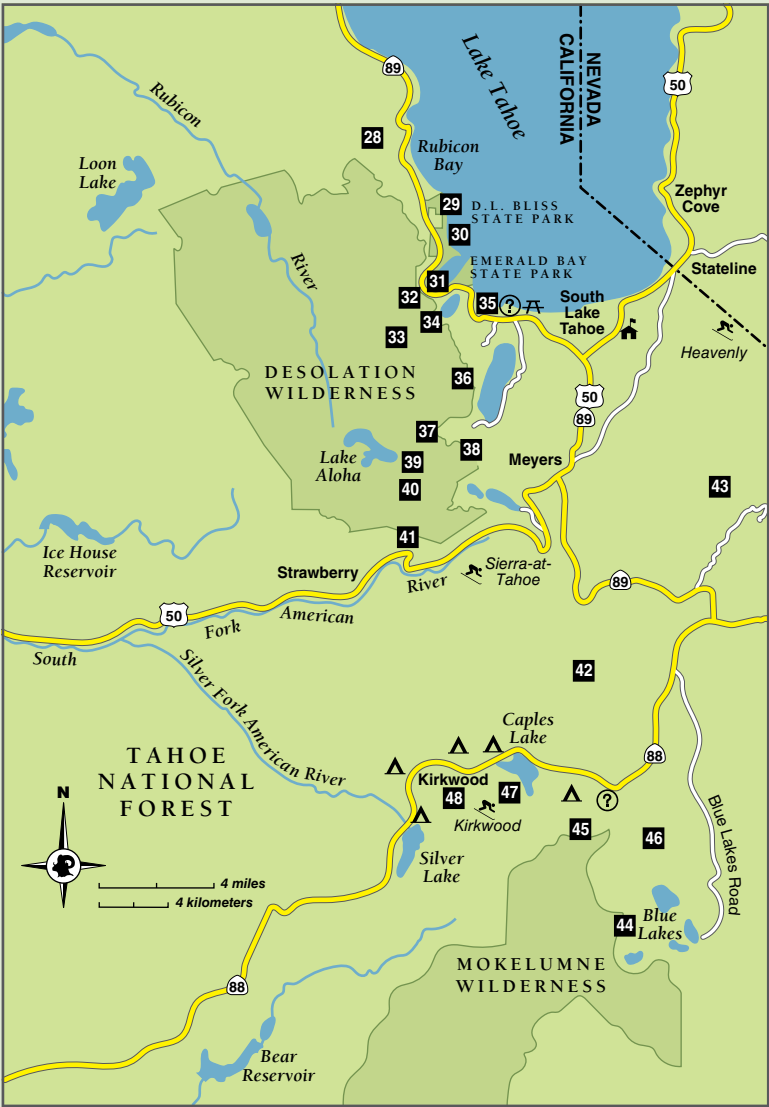 89
Lake Tahoe
NEVADA
CALIFORNIA
50
Rubicon
28
Rubicon
Bay
Loon
Lake
Zephyr
Cove
29
D.L. BLISS
STATE PARK
30
River
EMERALD BAY
STATE PARK
Stateline
31
32
35
?
South
Lake
Tahoe
34
33
Heavenly
DESOLATION
WILDERNESS
36
50
89
37
38
Lake
Aloha
39
Meyers
40
43
41
Ice House
Reservoir
Strawberry
River
Sierra-at-
Tahoe
89
50
Fork
American
South
Silver Fork American River
42
Caples
Lake
TAHOE
NATIONAL
FOREST
88
Kirkwood
48
47
Kirkwood
?
N
45
46
Blue Lakes Road
Silver
Lake
4 miles
4 kilometers
44
Blue
Lakes
MOKELUMNE
WILDERNESS
88
Bear
Reservoir